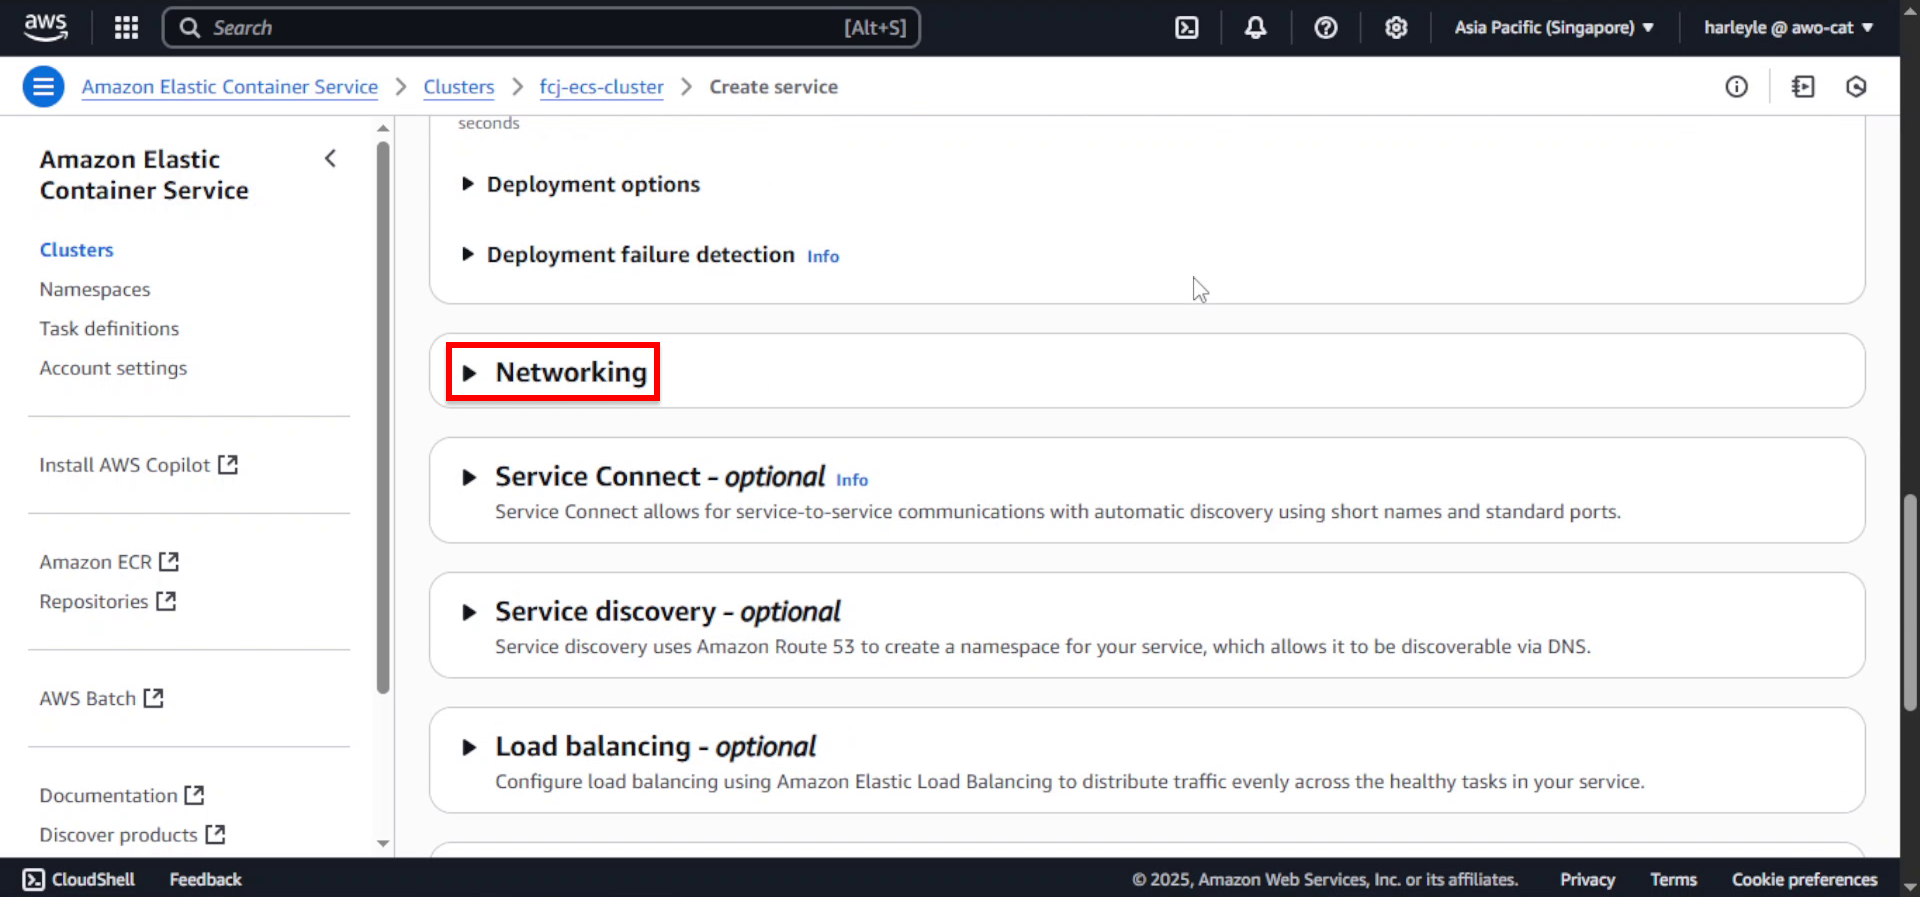 aws
Search
[Alt+S]
Asia Pacific (Singapore)
harleyle @ awo-cat
Amazon Elastic Container Service
Clusters
fcj-ecs-cluster
Create service
Amazon Elastic
Container Service
Clusters
Namespaces
Task definitions
Account settings
Install AWS Copilot
Amazon ECR
Repositories
AWS Batch
Documentation
Discover products
seconds
Deployment options
Deployment failure detection Info
Networking
Service Connect - optional Info
Service Connect allows for service-to-service communications with automatic discovery using short names and standard ports.
Service discovery - optional
Service discovery uses Amazon Route 53 to create a namespace for your service, which allows it to be discoverable via DNS.
Load balancing - optional
Configure load balancing using Amazon Elastic Load Balancing to distribute traffic evenly across the healthy tasks in your service.
CloudShell
Feedback
© 2025, Amazon Web Services, Inc. or its affiliates.
Privacy
Terms
Cookie preferences